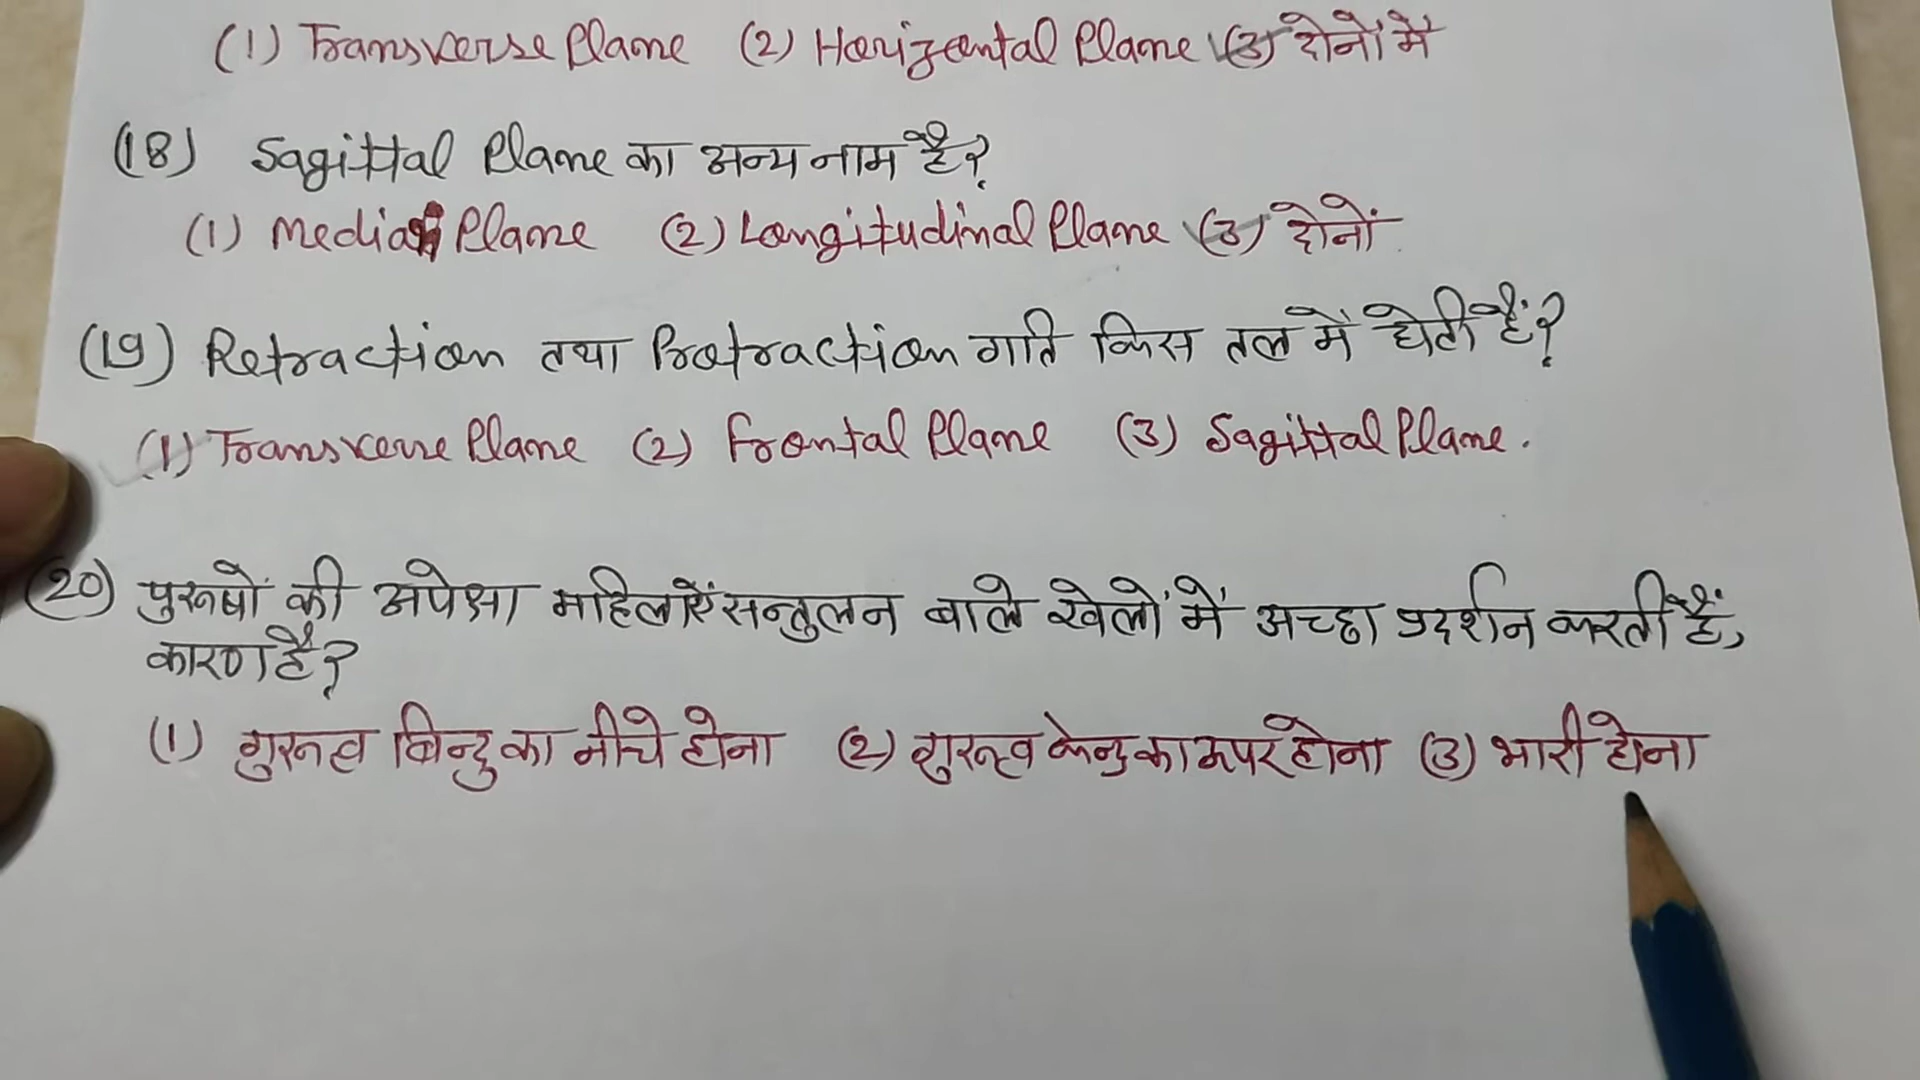 (1) Transverse Plane (2) Horizontal Plane (3) दोनों में
(18) Sagittal Plane का अन्य नाम है?
(1) Median Plane (2) Longitudinal Plane (3) दोनों
(19) Retraction तथा Protraction गति किस तल में होती है?
(1) Transverse Plane (2) Frontal Plane (3) Sagittal Plane.
(20) पुरूषों की अपेक्षा महिलाऐं सन्तुलन वाले खेलों में अच्छा प्रदर्शन करती हैं,
कारण है?
(1) गुरूत्व बिन्दु का नीचे होना (2) गुरूत्व केन्द्र का ऊपर होना (3) भारी होना